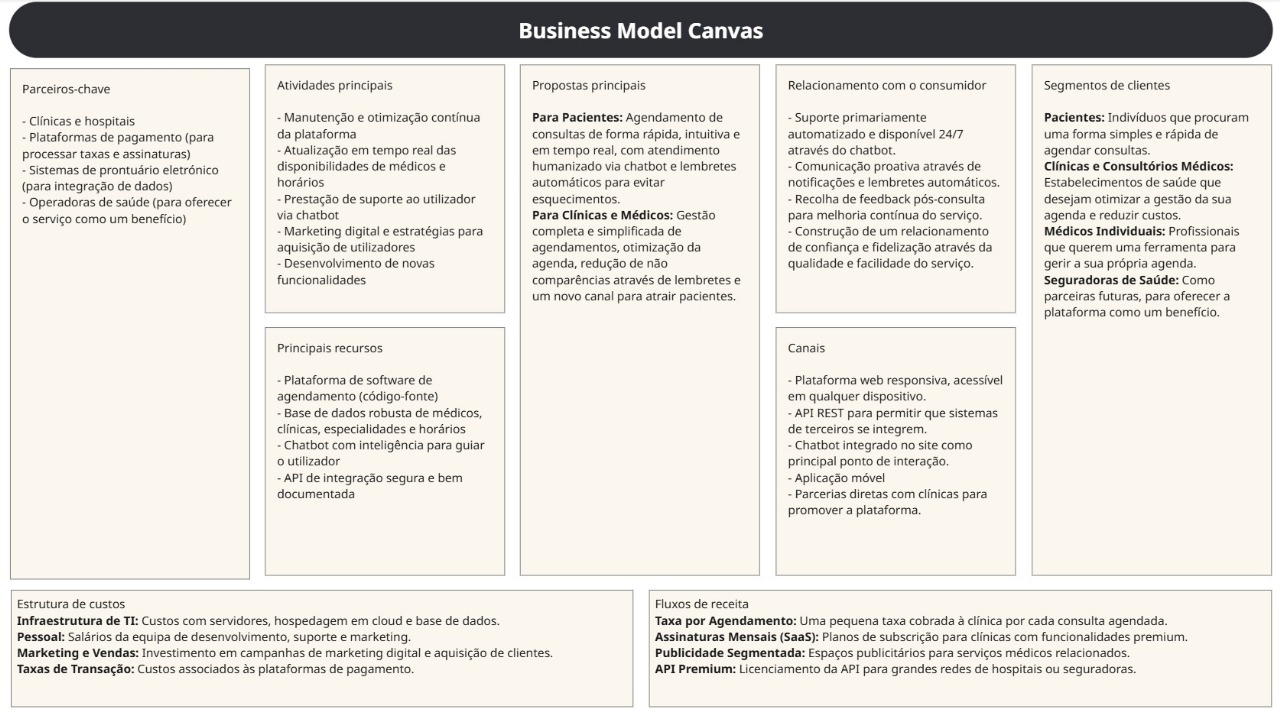 Business Model Canvas
Parceiros-chave
- Clínicas e hospitais
- Plataformas de pagamento (para
processar taxas e assinaturas)
- Sistemas de prontuário eletrónico
(para integração de dados)
- Operadoras de saúde (para oferecer
o serviço como um benefício)
Atividades principais
- Manutenção e otimização contínua
da plataforma
- Atualização em tempo real das
disponibilidades de médicos e
horários
- Prestação de suporte ao utilizador
via chatbot
- Marketing digital e estratégias para
aquisição de utilizadores
- Desenvolvimento de novas
funcionalidades
Principais recursos
- Plataforma de software de
agendamento (código-fonte)
- Base de dados robusta de médicos,
clínicas, especialidades e horários
- Chatbot com inteligência para guiar
o utilizador
- API de integração segura e bem
documentada
Propostas principais
Para Pacientes: Agendamento de
consultas de forma rápida, intuitiva e
em tempo real, com atendimento
humanizado via chatbot e lembretes
automáticos para evitar
esquecimentos.
Para Clínicas e Médicos: Gestão
completa e simplificada de
agendamentos, otimização da
agenda, redução de não
comparências através de lembretes e
um novo canal para atrair pacientes.
Relacionamento com o consumidor
- Suporte primariamente
automatizado e disponível 24/7
através do chatbot.
- Comunicação proativa através de
notificações e lembretes automáticos.
- Recolha de feedback pós-consulta
para melhoria contínua do serviço.
- Construção de um relacionamento
de confiança e fidelização através da
qualidade e facilidade do serviço.
Canais
- Plataforma web responsiva, acessível
em qualquer dispositivo.
- API REST para permitir que sistemas
de terceiros se integrem.
- Chatbot integrado no site como
principal ponto de interação.
- Aplicação móvel
- Parcerias diretas com clínicas para
promover a plataforma.
Segmentos de clientes
Pacientes: Indivíduos que procuram
uma forma simples e rápida de
agendar consultas.
Clínicas e Consultórios Médicos:
Estabelecimentos de saúde que
desejam otimizar a gestão da sua
agenda e reduzir custos.
Médicos Individuais: Profissionais
que querem uma ferramenta para
gerir a sua própria agenda.
Seguradoras de Saúde: Como
parceiras futuras, para oferecer a
plataforma como um benefício.
Estrutura de custos
Infraestrutura de TI: Custos com servidores, hospedagem em cloud e base de dados.
Pessoal: Salários da equipa de desenvolvimento, suporte e marketing.
Marketing e Vendas: Investimento em campanhas de marketing digital e aquisição de clientes.
Taxas de Transação: Custos associados às plataformas de pagamento.
Fluxos de receita
Taxa por Agendamento: Uma pequena taxa cobrada à clínica por cada consulta agendada.
Assinaturas Mensais (SaaS): Planos de subscrição para clínicas com funcionalidades premium.
Publicidade Segmentada: Espaços publicitários para serviços médicos relacionados.
API Premium: Licenciamento da API para grandes redes de hospitais ou seguradoras.